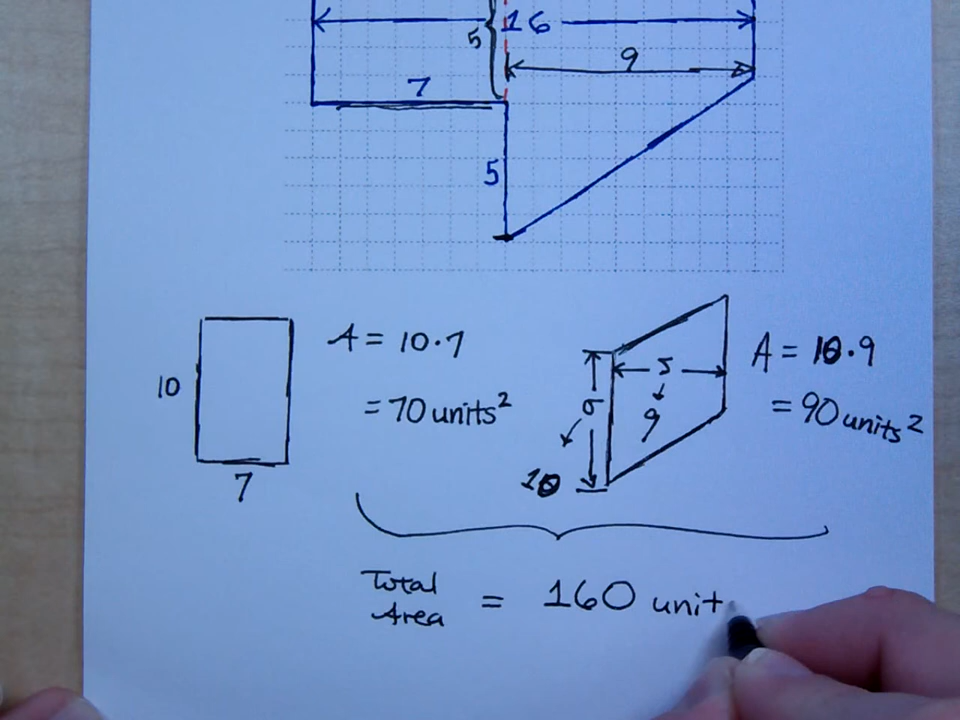 16
5
9
7
5
A = 10·7
= 70 units²
10
7
5
9
10
A = 10·9
= 90 units²
Total
Area
= 160 unit